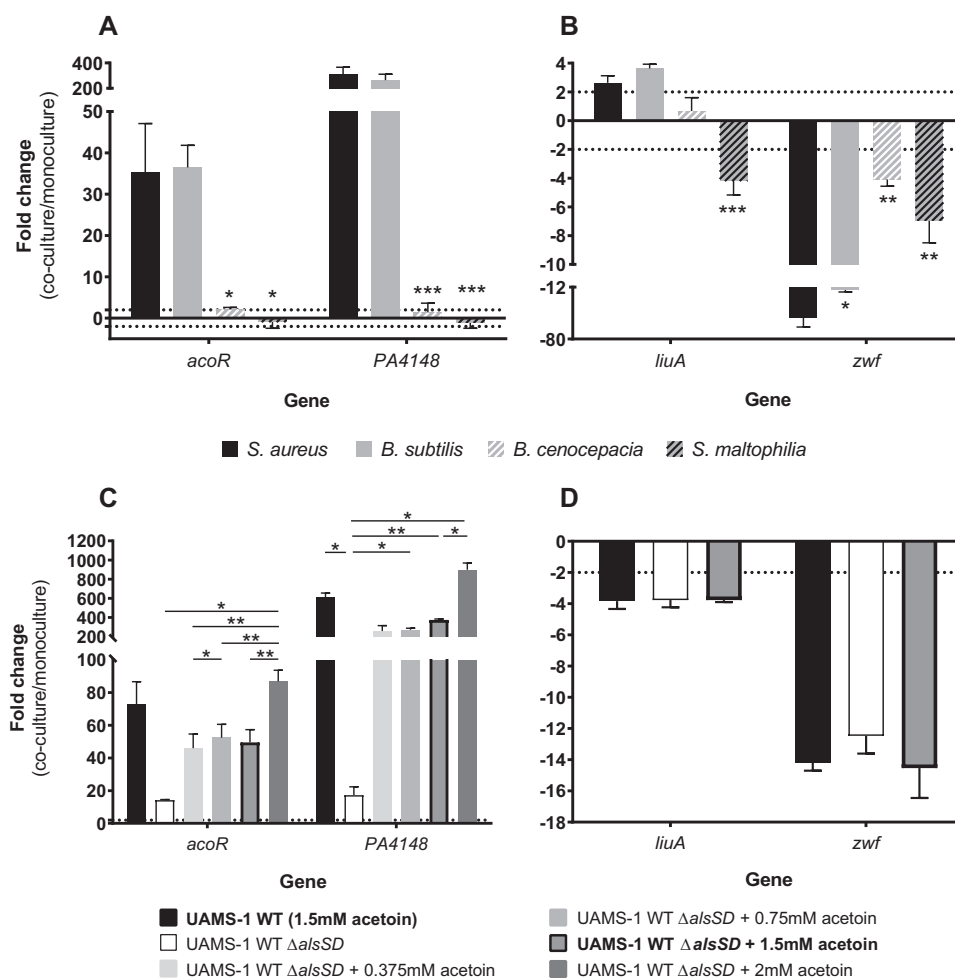 A
Fold change
(co-culture/monoculture)
400
200
50
40
30
20
10
0
*
*
***
***
acoR
PA4148
Gene
B
4
2
0
-2
-4
-6
-8
-10
-12
-80
***
*
**
**
liuA
zwf
Gene
S. aureus
B. subtilis
B. cenocepacia
S. maltophilia
C
Fold change
(co-culture/monoculture)
1200
1000
800
600
400
200
100
80
60
40
20
0
*
**
**
*
**
*
*
**
*
*
acoR
PA4148
Gene
D
0
-2
-4
-6
-8
-10
-12
-14
-16
-18
liuA
zwf
Gene
UAMS-1 WT (1.5mM acetoin)
UAMS-1 WT ΔalsSD
UAMS-1 WT ΔalsSD + 0.375mM acetoin
UAMS-1 WT ΔalsSD + 0.75mM acetoin
UAMS-1 WT ΔalsSD + 1.5mM acetoin
UAMS-1 WT ΔalsSD + 2mM acetoin